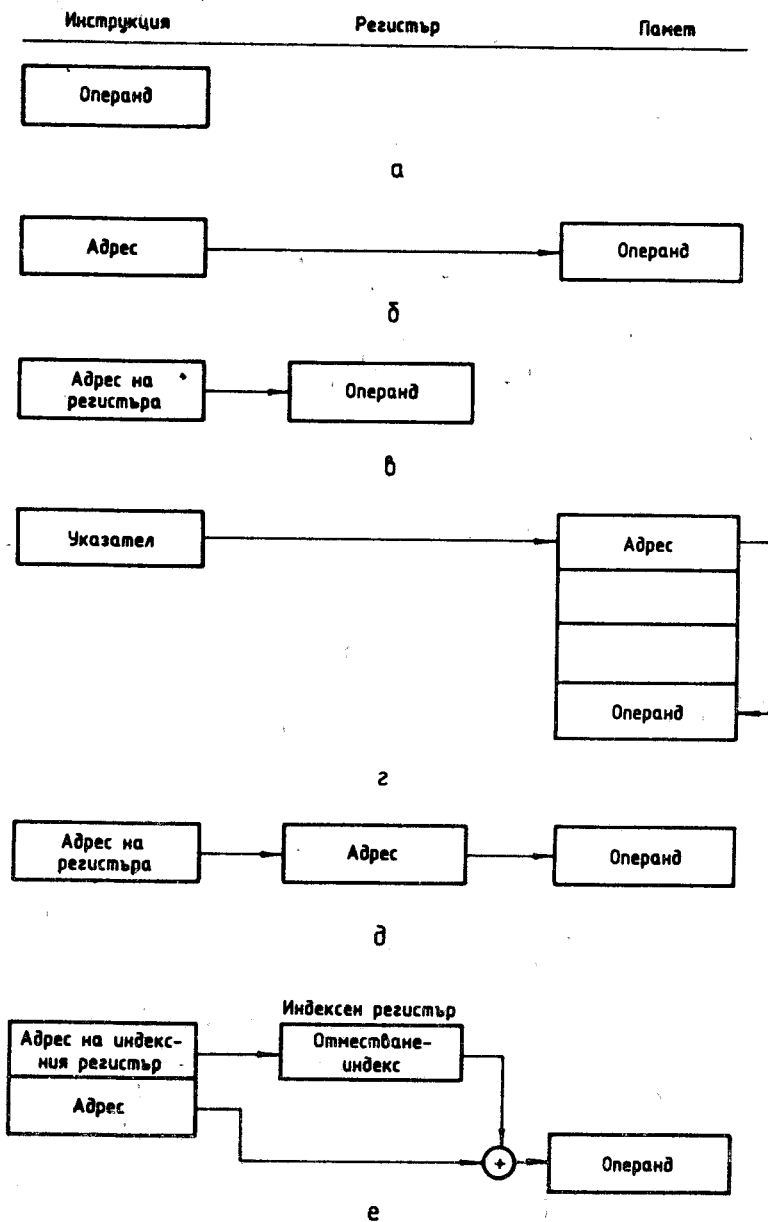 Инструкция Регистър Памет
Операнд
а
Адрес Операнд
б
Адрес на
регистъра
Операнд
в
Указател Адрес
Операнд
г
Адрес на
регистъра
Адрес Операнд
д
Индексен регистър
Адрес на индекс-
ния регистър
Отместване-
индекс
Адрес
+
Операнд
е